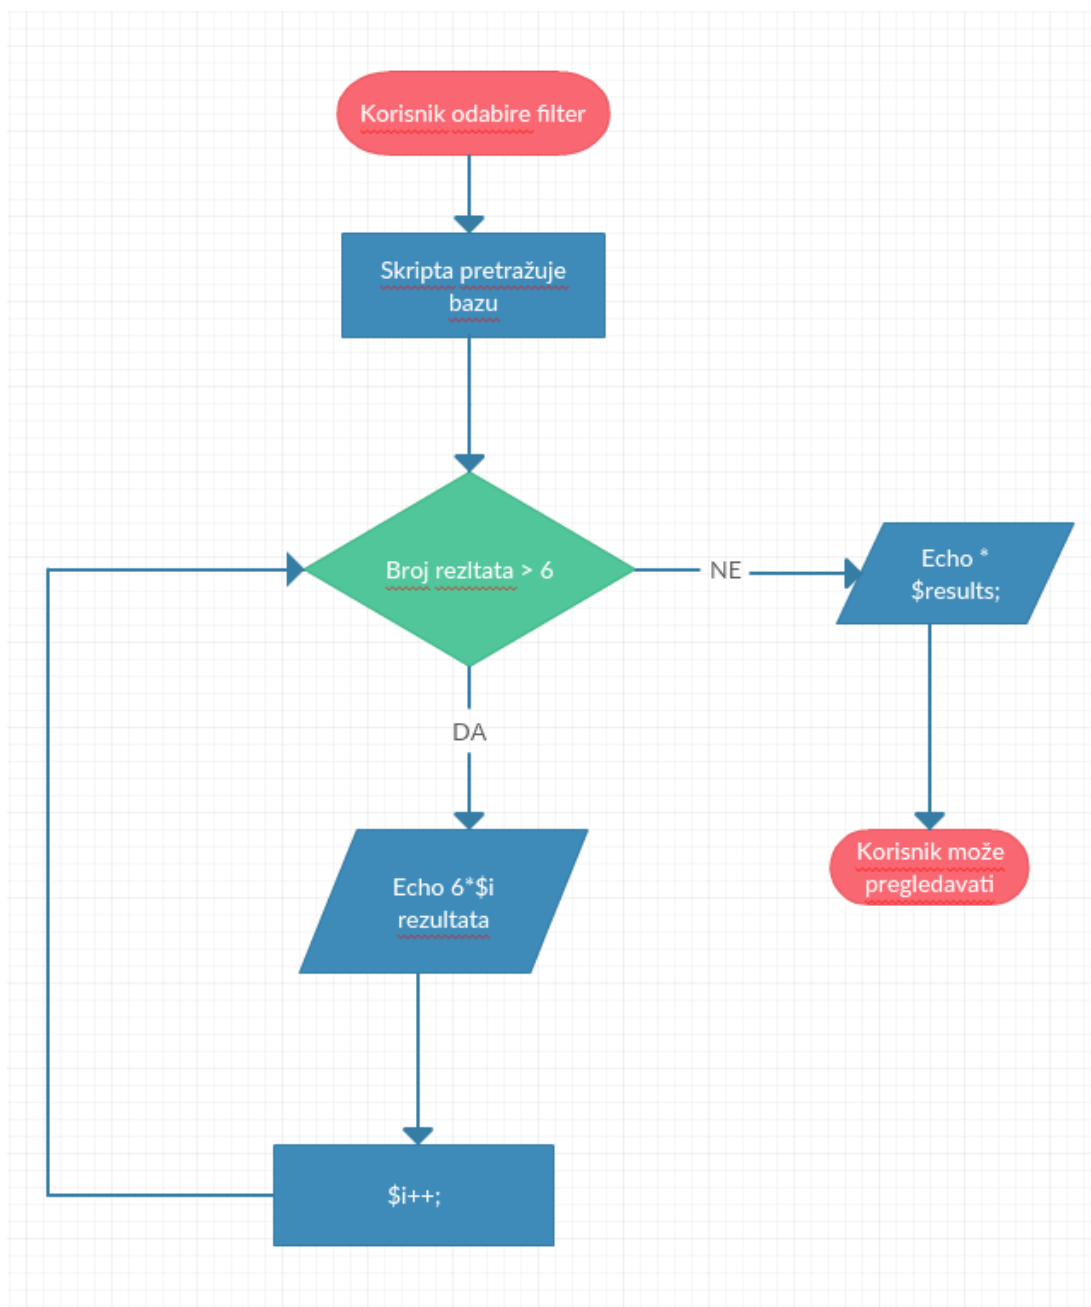 Korisnik odabire filter
Skripta pretražuje
bazu
Broj rezltata > 6
NE
Echo *
$results;
DA
Korisnik može
pregledavati
Echo 6*$i
rezultata
$i++;